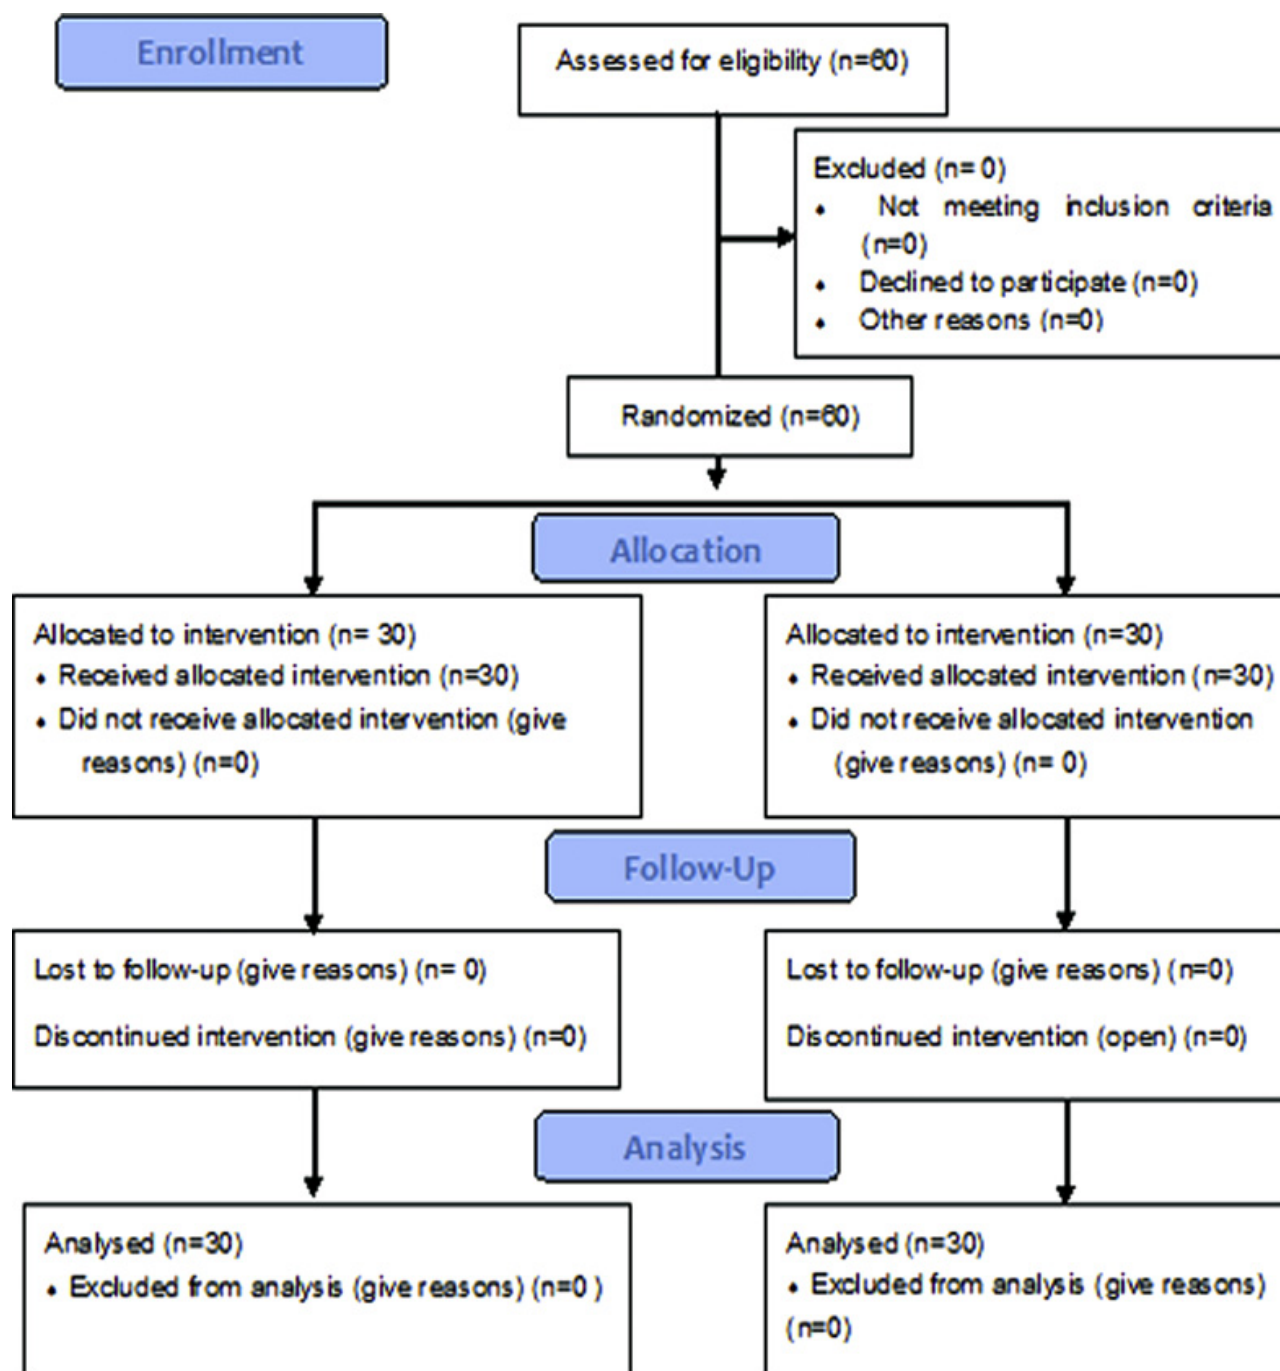 Enrollment
Assessed for eligibility (n=60)
Excluded (n= 0)
⬧ Not meeting inclusion criteria
(n=0)
⬧ Declined to participate (n=0)
⬧ Other reasons (n=0)
Randomized (n=60)
Allocation
Allocated to intervention (n= 30)
⬧ Received allocated intervention (n=30)
⬧ Did not receive allocated intervention (give
reasons) (n=0)
Allocated to intervention (n=30)
⬧ Received allocated intervention (n=30)
⬧ Did not receive allocated intervention
(give reasons) (n= 0)
Follow-Up
Lost to follow-up (give reasons) (n= 0)
Discontinued intervention (give reasons) (n=0)
Lost to follow-up (give reasons) (n=0)
Discontinued intervention (open) (n=0)
Analysis
Analysed (n=30)
⬧ Excluded from analysis (give reasons) (n=0 )
Analysed (n=30)
⬧ Excluded from analysis (give reasons)
(n=0)